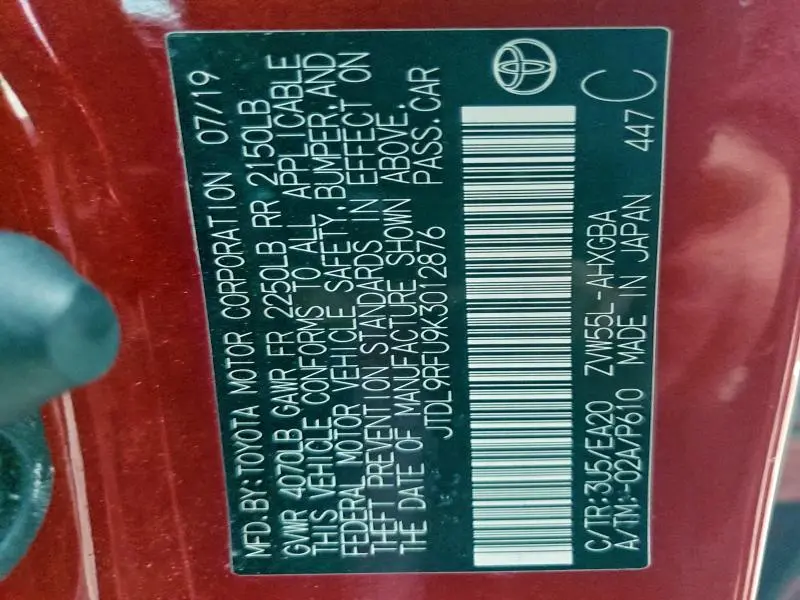 MFD.BY:TOYOTA MOTOR CORPORATION 07/19
GVWR 4070LB GAWR FR 2250LB RR 2150LB
THIS VEHICLE CONFORMS TO ALL APPLICABLE
FEDERAL MOTOR VEHICLE SAFETY,BUMPER,AND
THEFT PREVENTION STANDARDS IN EFFECT ON
THE DATE OF MANUFACTURE SHOWN ABOVE.
JTDL9RFU9K3012876 PASS.CAR
C/TR:3U5/EA20 ZVW55L-AHXGBA
A/TM:-02A/P610 MADE IN JAPAN 447 C